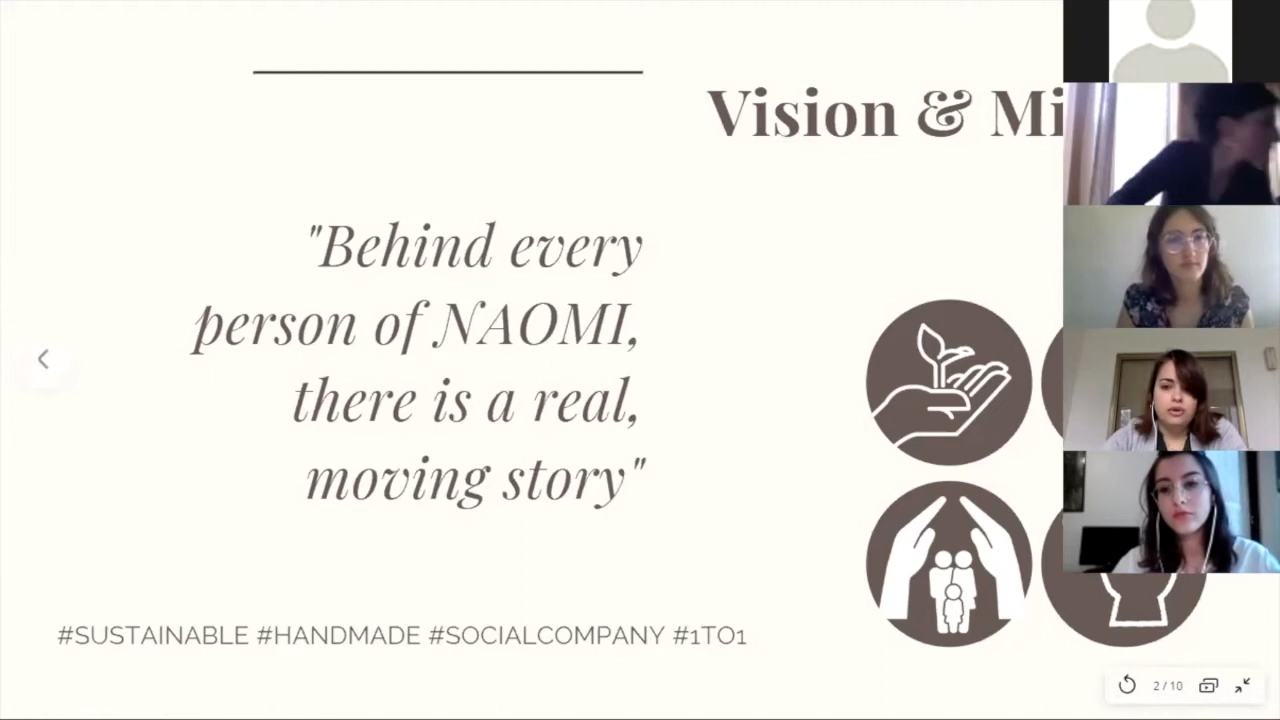 Vision & Mi
"Behind every
person of NAOMI,
there is a real,
moving story"
#SUSTAINABLE #HANDMADE #SOCIALCOMPANY #1TO1
2 / 10